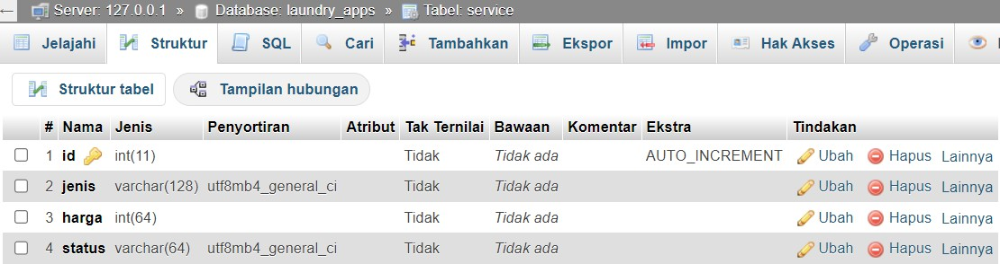 Server: 127.0.0.1 » Database: laundry_apps » Tabel: service
Jelajahi Struktur SQL Cari Tambahkan Ekspor Impor Hak Akses Operasi
Struktur tabel Tampilan hubungan
# Nama Jenis Penyortiran Atribut Tak Ternilai Bawaan Komentar Ekstra Tindakan
1 id int(11) Tidak Tidak ada AUTO_INCREMENT Ubah Hapus Lainnya
2 jenis varchar(128) utf8mb4_general_ci Tidak Tidak ada Ubah Hapus Lainnya
3 harga int(64) Tidak Tidak ada Ubah Hapus Lainnya
4 status varchar(64) utf8mb4_general_ci Tidak Tidak ada Ubah Hapus Lainnya